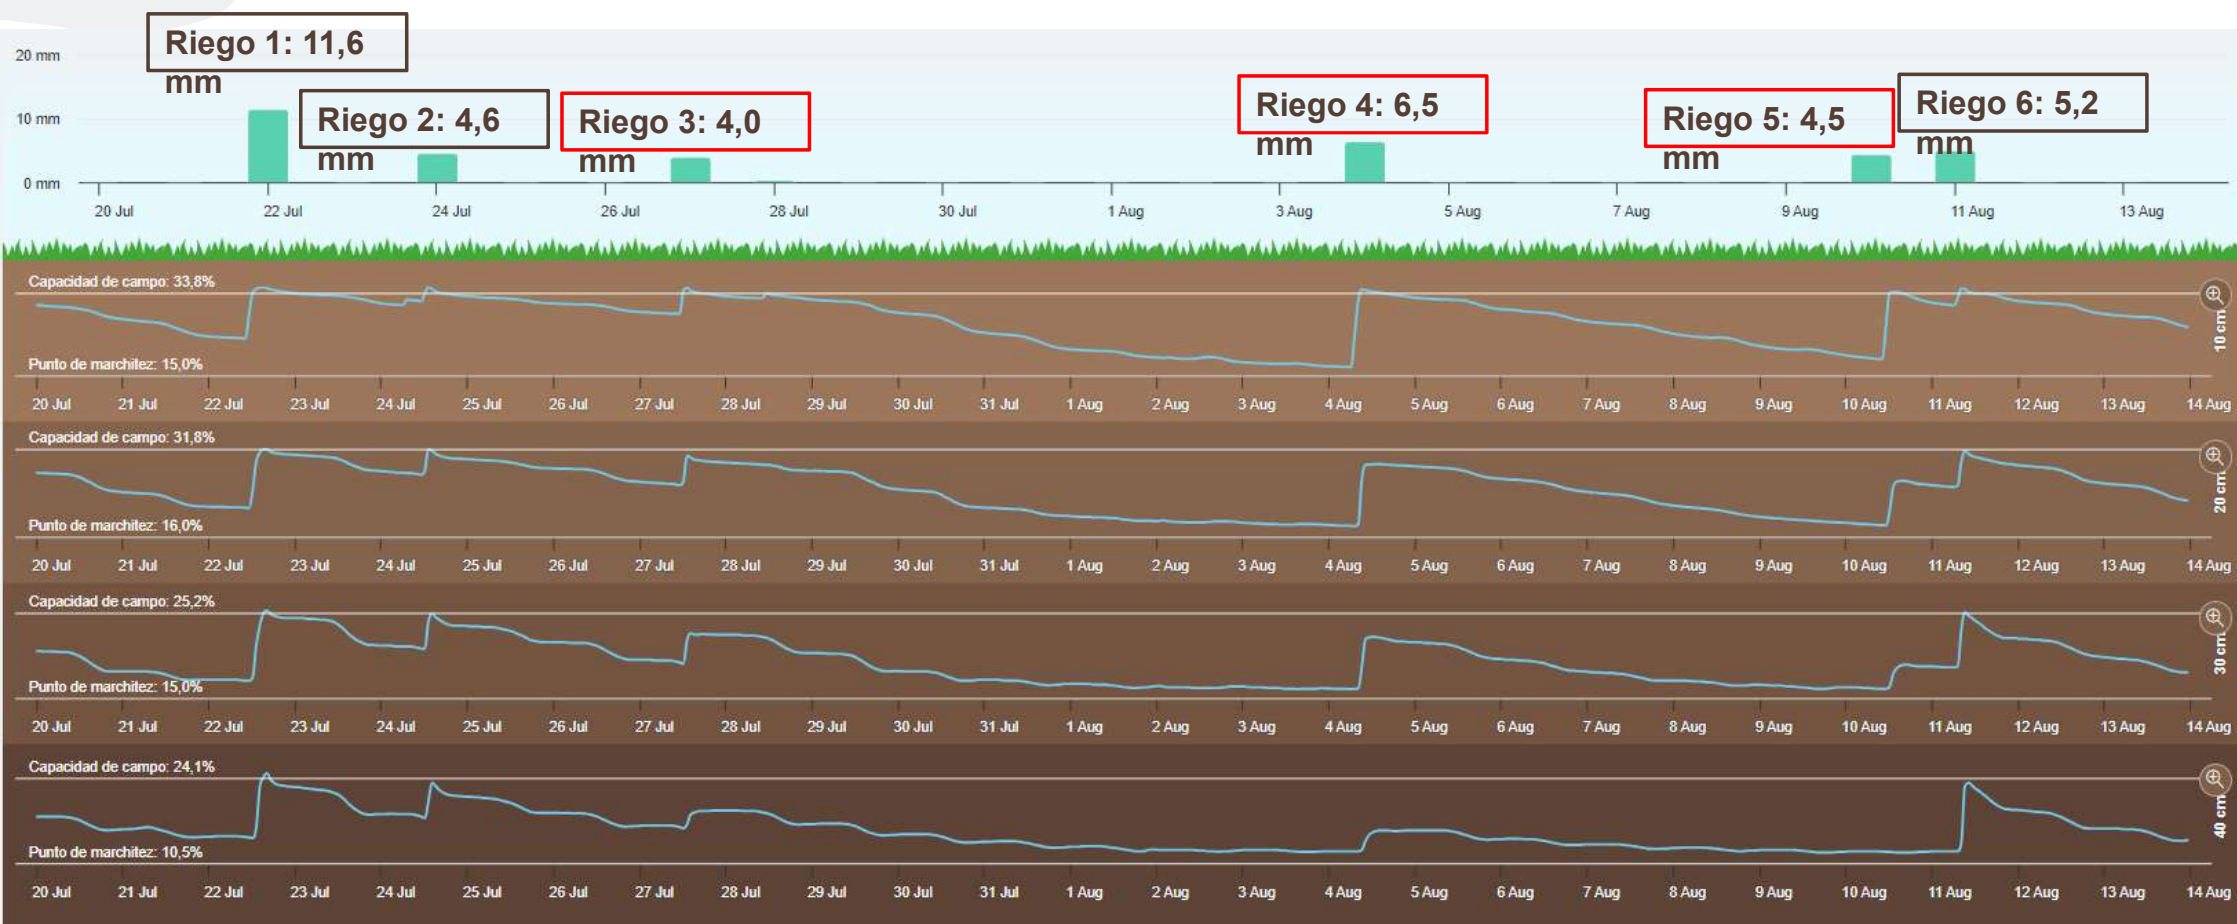 Riego 1: 11,6
mm
Riego 2: 4,6
mm
Riego 3: 4,0
mm
Riego 4: 6,5
mm
Riego 5: 4,5
mm
Riego 6: 5,2
mm
20 mm
10 mm
0 mm
20 Jul 22 Jul 24 Jul 26 Jul 28 Jul 30 Jul 1 Aug 3 Aug 5 Aug 7 Aug 9 Aug 11 Aug 13 Aug
Capacidad de campo: 33,8%
Punto de marchitez: 15,0%
10 cm
20 Jul 21 Jul 22 Jul 23 Jul 24 Jul 25 Jul 26 Jul 27 Jul 28 Jul 29 Jul 30 Jul 31 Jul 1 Aug 2 Aug 3 Aug 4 Aug 5 Aug 6 Aug 7 Aug 8 Aug 9 Aug 10 Aug 11 Aug 12 Aug 13 Aug 14 Aug
Capacidad de campo: 31,8%
Punto de marchitez: 16,0%
20 cm
20 Jul 21 Jul 22 Jul 23 Jul 24 Jul 25 Jul 26 Jul 27 Jul 28 Jul 29 Jul 30 Jul 31 Jul 1 Aug 2 Aug 3 Aug 4 Aug 5 Aug 6 Aug 7 Aug 8 Aug 9 Aug 10 Aug 11 Aug 12 Aug 13 Aug 14 Aug
Capacidad de campo: 25,2%
Punto de marchitez: 15,0%
30 cm
20 Jul 21 Jul 22 Jul 23 Jul 24 Jul 25 Jul 26 Jul 27 Jul 28 Jul 29 Jul 30 Jul 31 Jul 1 Aug 2 Aug 3 Aug 4 Aug 5 Aug 6 Aug 7 Aug 8 Aug 9 Aug 10 Aug 11 Aug 12 Aug 13 Aug 14 Aug
Capacidad de campo: 24,1%
Punto de marchitez: 10,5%
40 cm
20 Jul 21 Jul 22 Jul 23 Jul 24 Jul 25 Jul 26 Jul 27 Jul 28 Jul 29 Jul 30 Jul 31 Jul 1 Aug 2 Aug 3 Aug 4 Aug 5 Aug 6 Aug 7 Aug 8 Aug 9 Aug 10 Aug 11 Aug 12 Aug 13 Aug 14 Aug